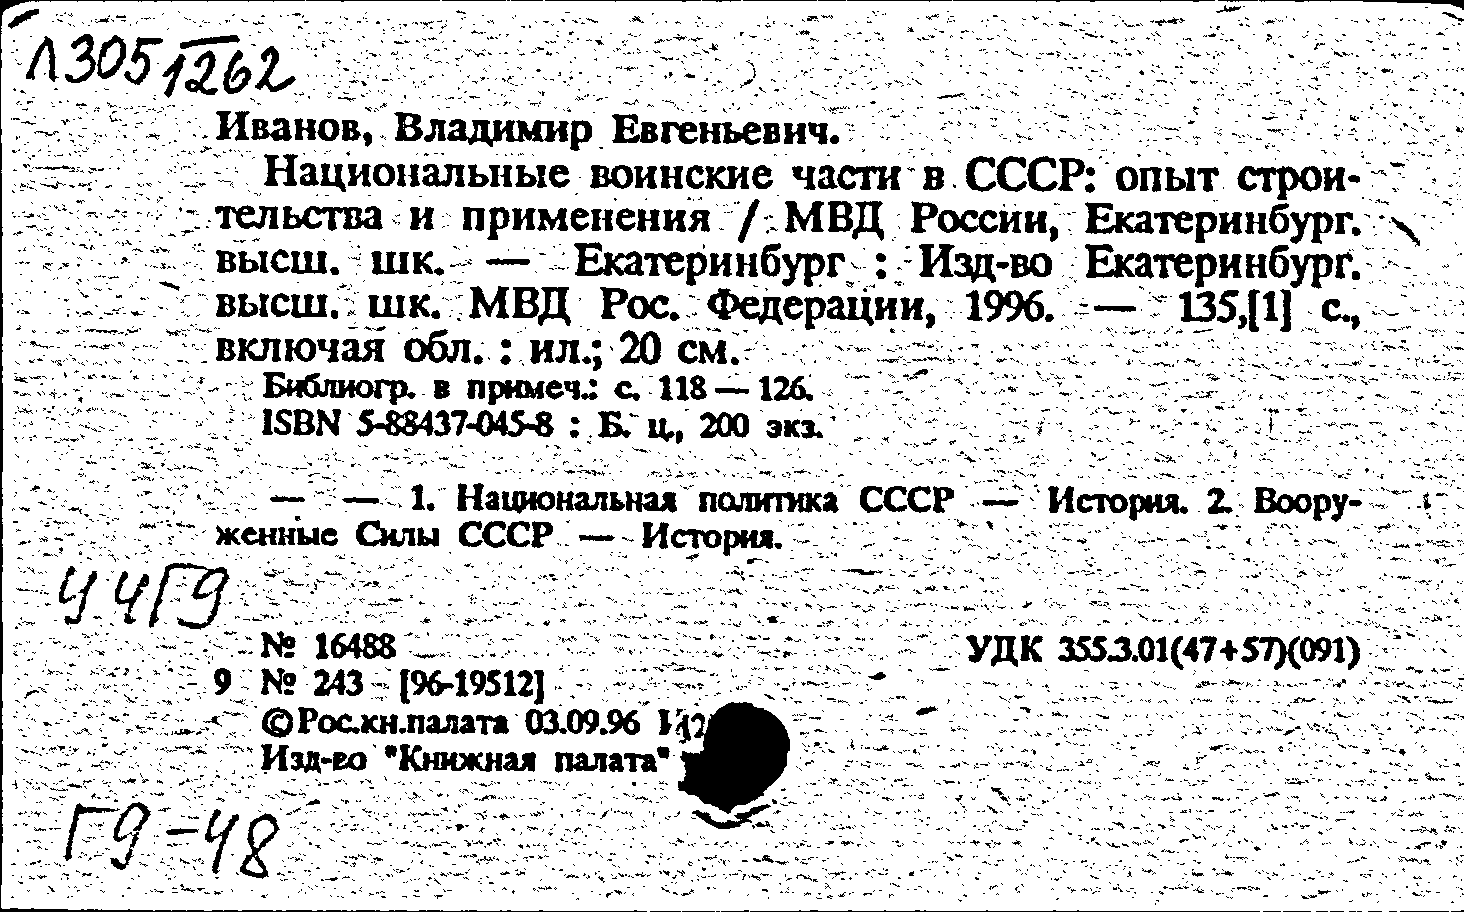 Л305 1262
Иванов, Владимир Евгеньевич.
Национальные воинские части в СССР: опыт строи-
тельства и применения / МВД России, Екатеринбург.
высш. шк. — Екатеринбург : Изд-во Екатеринбург.
высш. шк. МВД Рос. Федерации, 1996. — 135,[1] с.,
включая обл. : ил.; 20 см.
Библиогр. в примеч.: с. 118 — 126.
ISBN 5-88437-045-8 : Б. ц., 200 экз.
— — 1. Национальная политика СССР — История. 2. Воору-
женные Силы СССР — История.
Ч4Г9
№ 16488 УДК 355.3.01(47+57)(091)
9 № 243 [96-19512]
©Рос.кн.палата 03.09.96
Изд-во "Книжная палата"
Г9-48